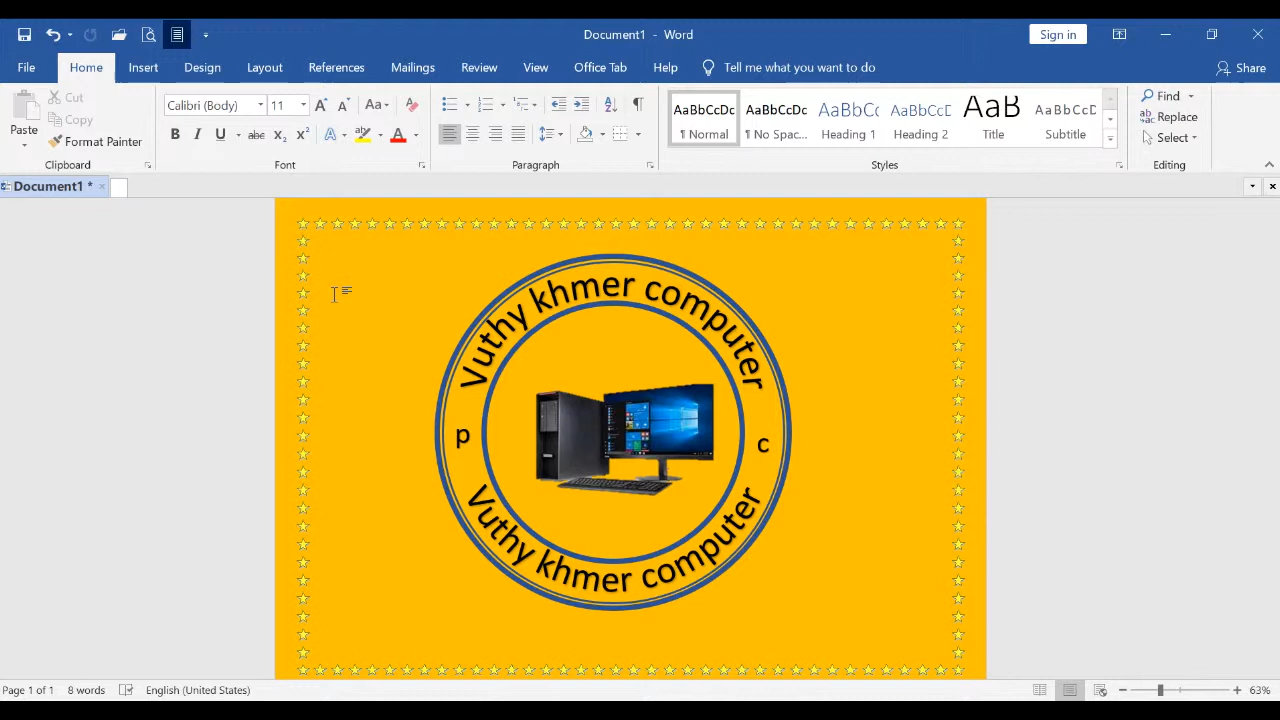 Document1 - Word
Sign in
File Home Insert Design Layout References Mailings Review View Office Tab Help Tell me what you want to do Share
Paste
Cut
Copy
Format Painter
Clipboard
Calibri (Body) 11
Font
Paragraph
AaBbCcDc
¶ Normal
AaBbCcDc
¶ No Spac...
AaBbCc
Heading 1
AaBbCcD
Heading 2
AaB
Title
AaBbCcD
Subtitle
Styles
Find
Replace
Select
Editing
Document1 *
Vuthy khmer computer
p
c
Vuthy khmer computer
Page 1 of 1 8 words English (United States) 63%